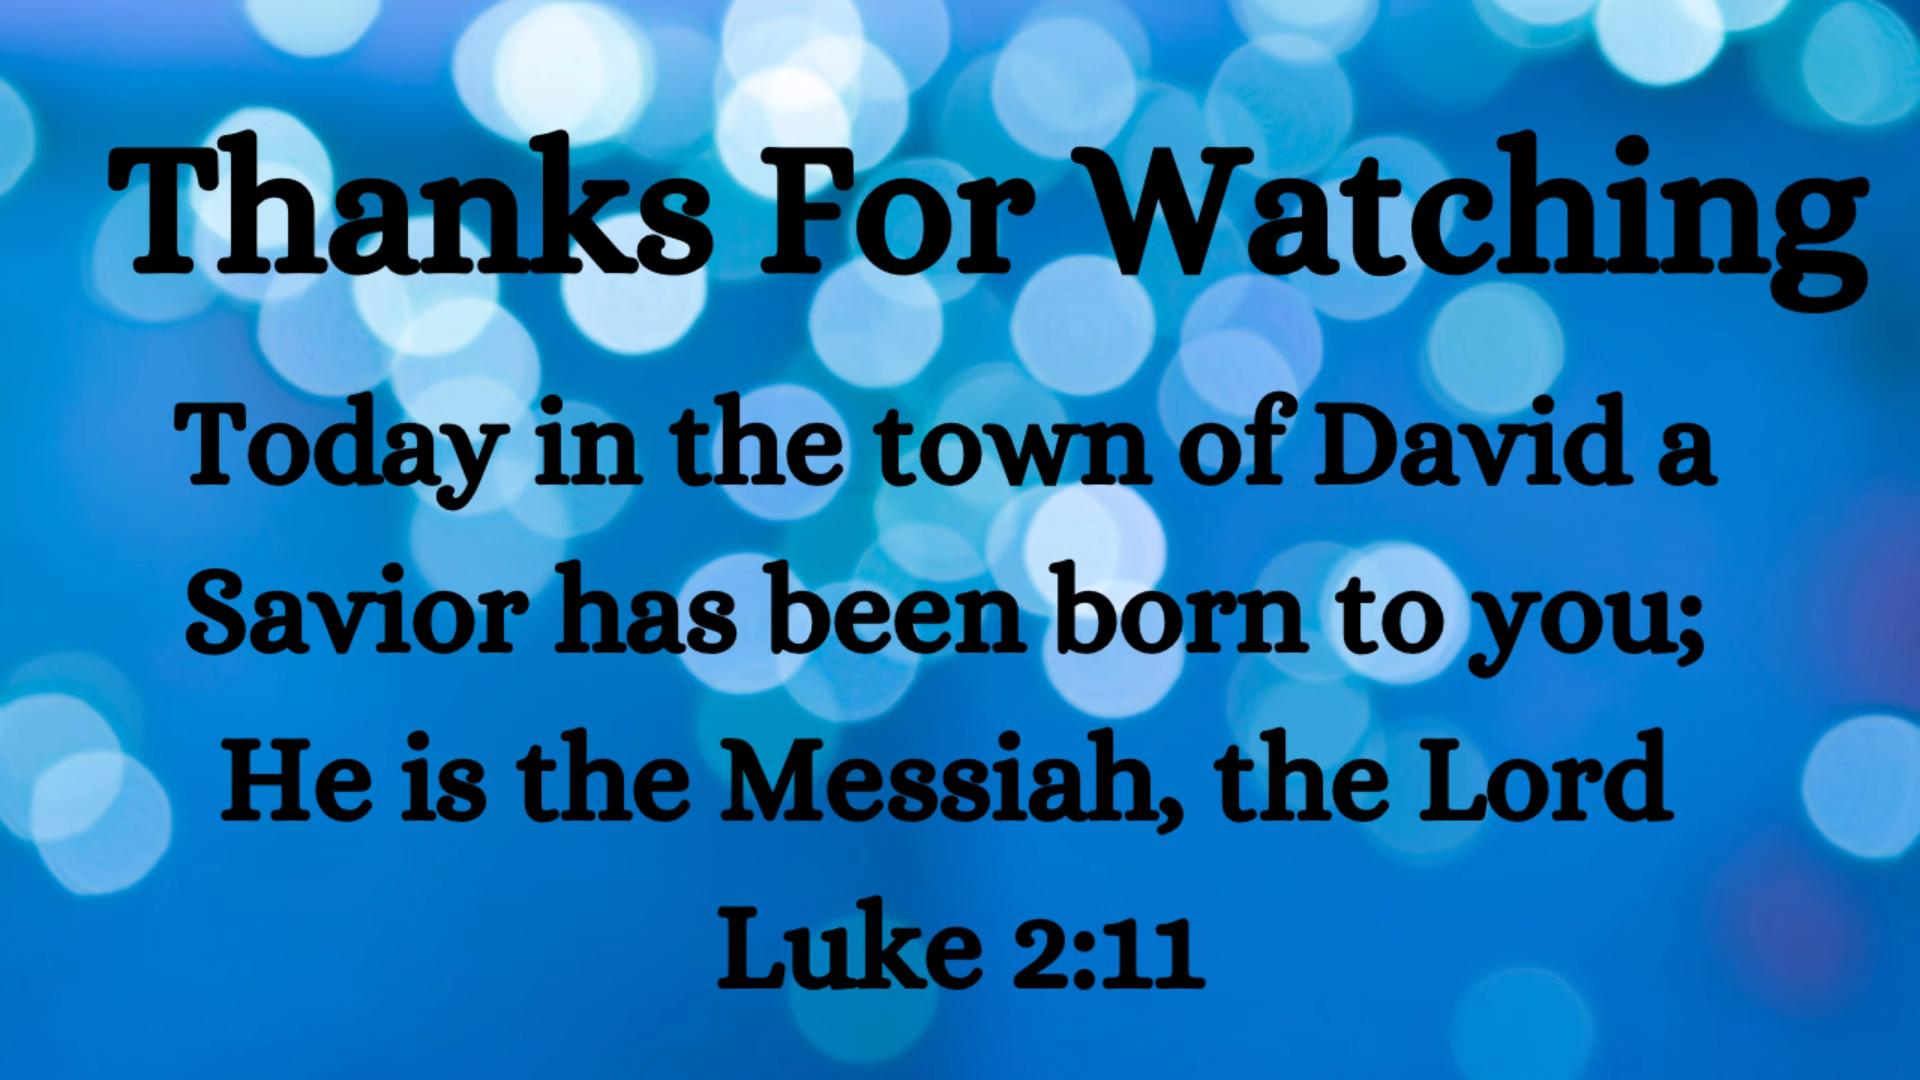 Thanks For Watching
Today in the town of David a
Savior has been born to you;
He is the Messiah, the Lord
Luke 2:11